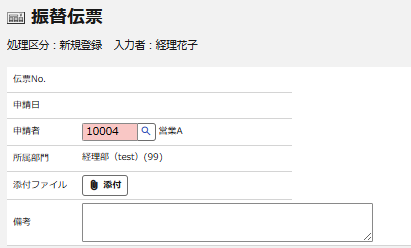 振替伝票
処理区分：新規登録　入力者：経理花子
伝票No.
申請日
申請者 10004 営業A
所属部門 経理部（test）(99)
添付ファイル 添付
備考